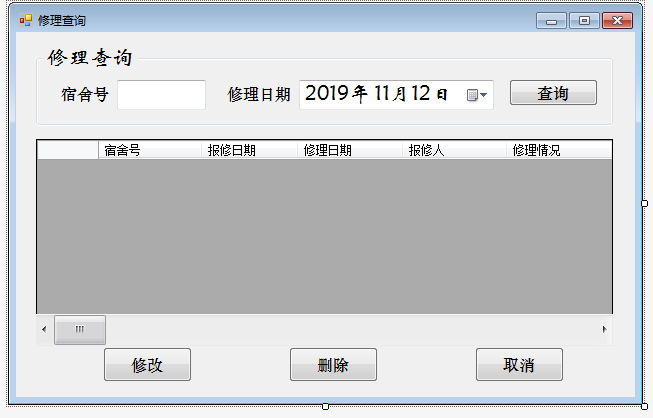 修理查询
修理查询
宿舍号 修理日期 2019年11月12日 查询
宿舍号 报修日期 修理日期 报修人 修理情况
修改 删除 取消